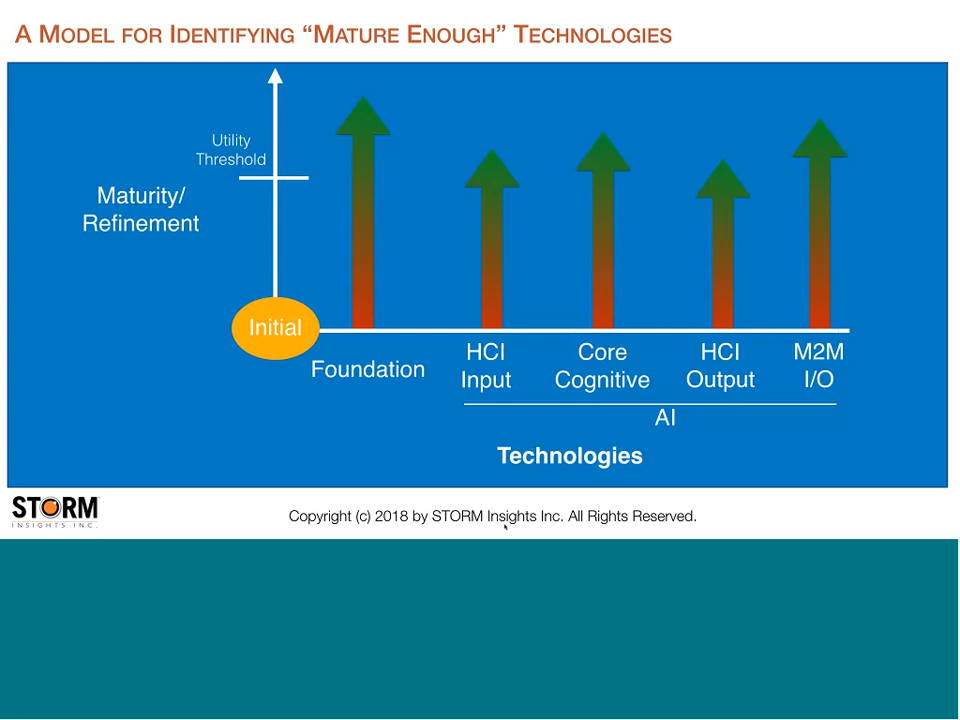 A MODEL FOR IDENTIFYING “MATURE ENOUGH” TECHNOLOGIES
Utility
Threshold
Maturity/
Refinement
Initial
Foundation
HCI
Input
Core
Cognitive
HCI
Output
M2M
I/O
AI
Technologies
STORM
INSIGHTS INC.
Copyright (c) 2018 by STORM Insights Inc. All Rights Reserved.